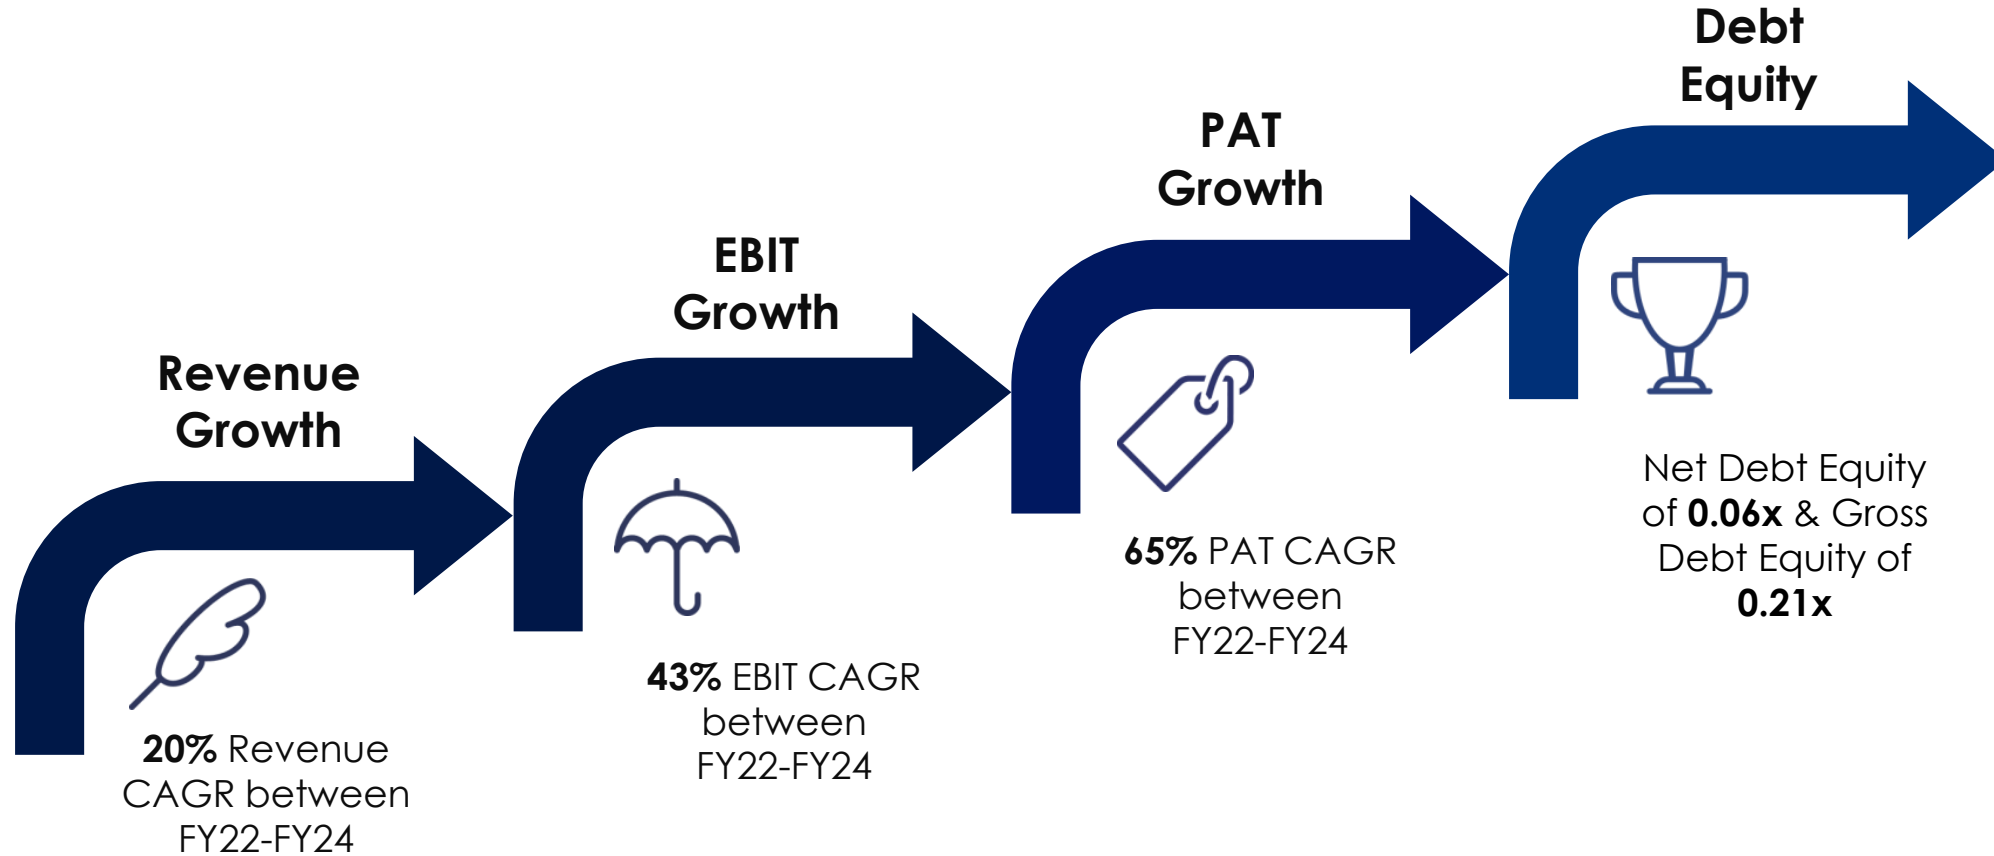 Revenue
Growth
20% Revenue
CAGR between
FY22-FY24
EBIT
Growth
43% EBIT CAGR
between
FY22-FY24
PAT
Growth
65% PAT CAGR
between
FY22-FY24
Debt
Equity
Net Debt Equity
of 0.06x & Gross
Debt Equity of
0.21x